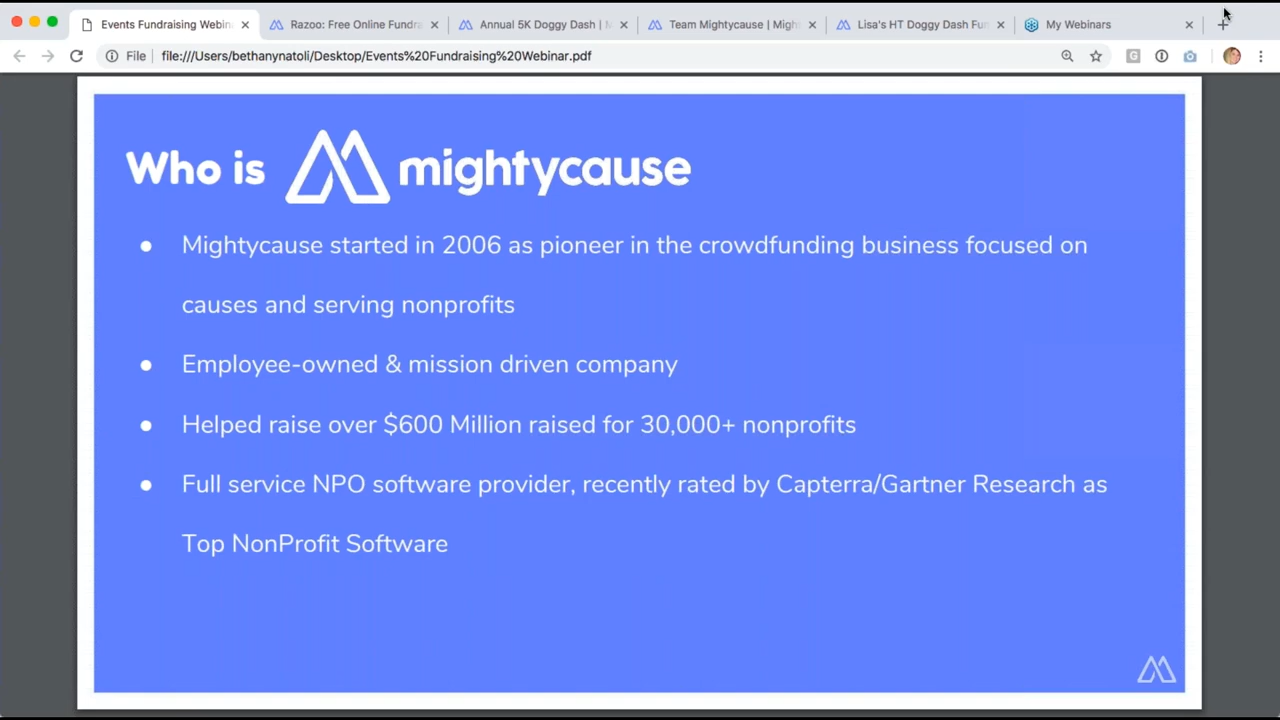 Events Fundraising Webin
Razoo: Free Online Fundra
Annual 5K Doggy Dash | M
Team Mightycause | Migh
Lisa's HT Doggy Dash Fun
My Webinars
File
file:///Users/bethanynatoli/Desktop/Events%20Fundraising%20Webinar.pdf
Who is mightycause
● Mightycause started in 2006 as pioneer in the crowdfunding business focused on
causes and serving nonprofits
● Employee-owned & mission driven company
● Helped raise over $600 Million raised for 30,000+ nonprofits
● Full service NPO software provider, recently rated by Capterra/Gartner Research as
Top NonProfit Software